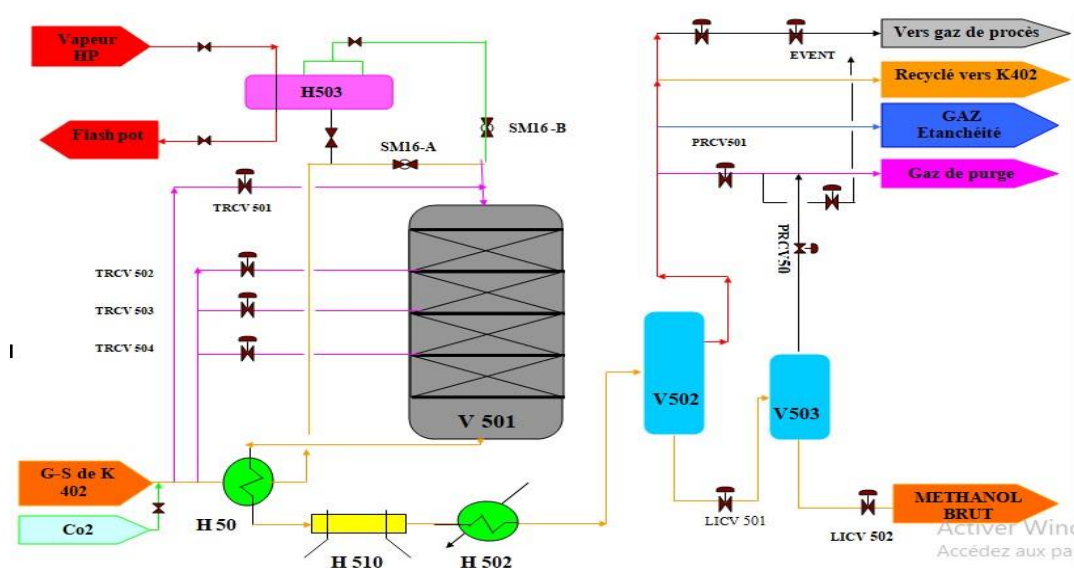 Vapeur
HP
Flash pot
H503
SM16 -B
SM16-A
TRCV 501
TRCV 502
TRCV 503
TRCV 504
V 501
G-S de K
402
Co2
H 50
H 510
H 502
Vers gaz de procès
EVENT
Recyclé vers K402
GAZ
Etanchéité
PRCV501
Gaz de purge
PRCV50
V502
V503
LICV 501
METHANOL
BRUT
LICV 502
Activer Wind
Accédez aux pa